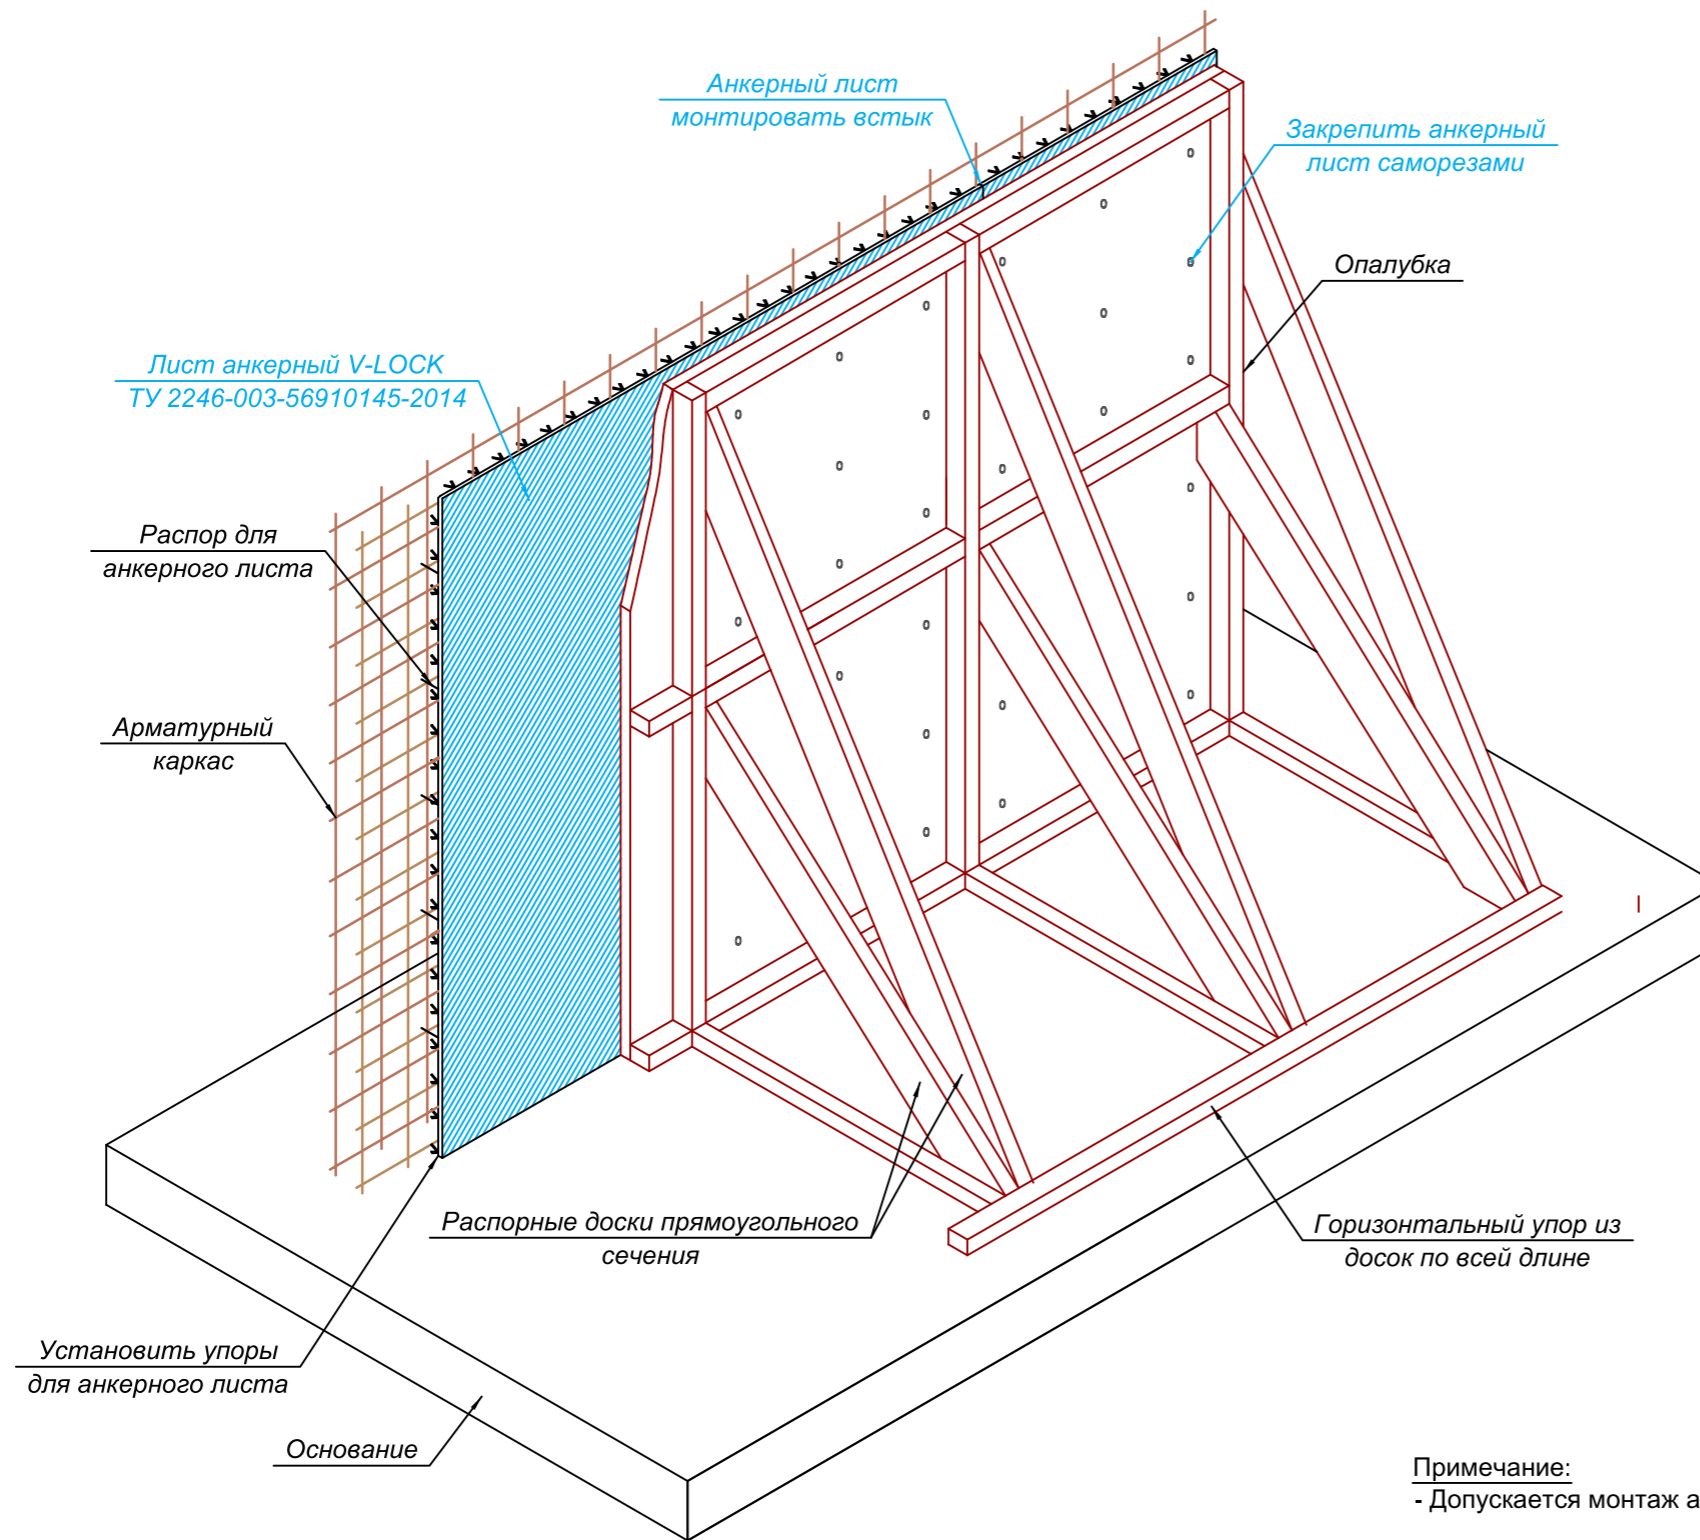 Анкерный лист
монтировать встык
Закрепить анкерный
лист саморезами
Опалубка
Лист анкерный V-LOCK
ТУ 2246-003-56910145-2014
Распор для
анкерного листа
Арматурный
каркас
Распорные доски прямоугольного
сечения
Горизонтальный упор из
досок по всей длине
Установить упоры
для анкерного листа
Основание
Примечание:
- Допускается монтаж а